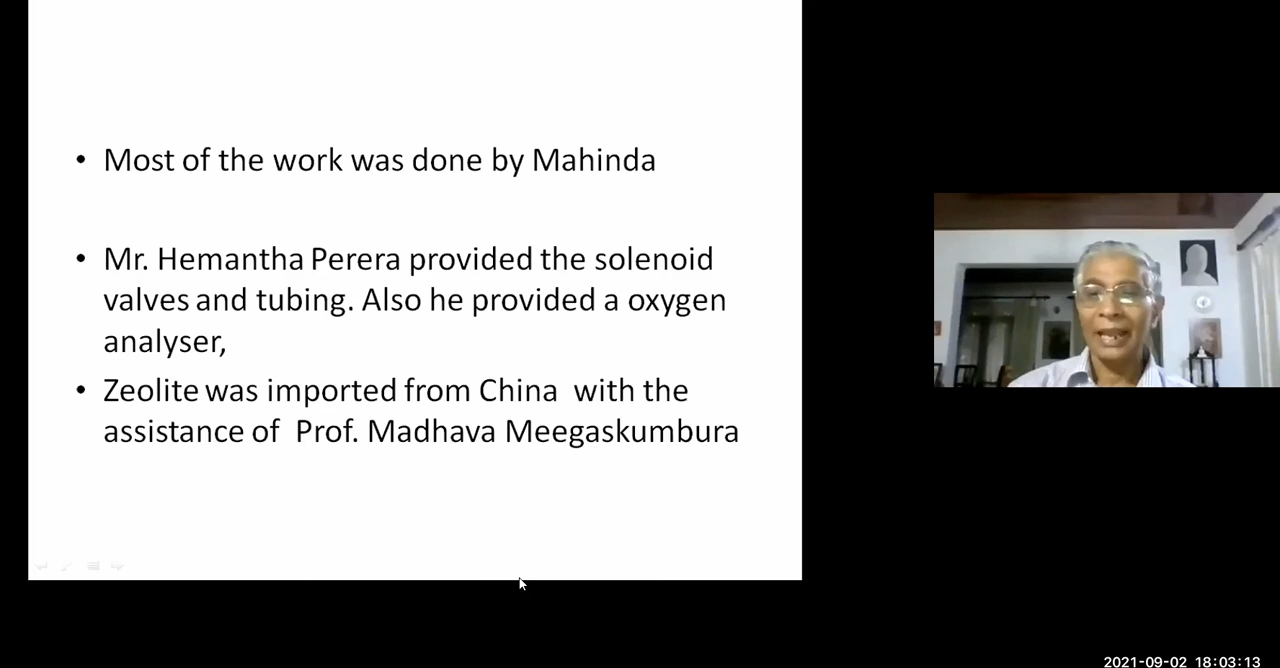 • Most of the work was done by Mahinda
• Mr. Hemantha Perera provided the solenoid
valves and tubing. Also he provided a oxygen
analyser,
• Zeolite was imported from China  with the
assistance of  Prof. Madhava Meegaskumbura
2021-09-02 18:03:13